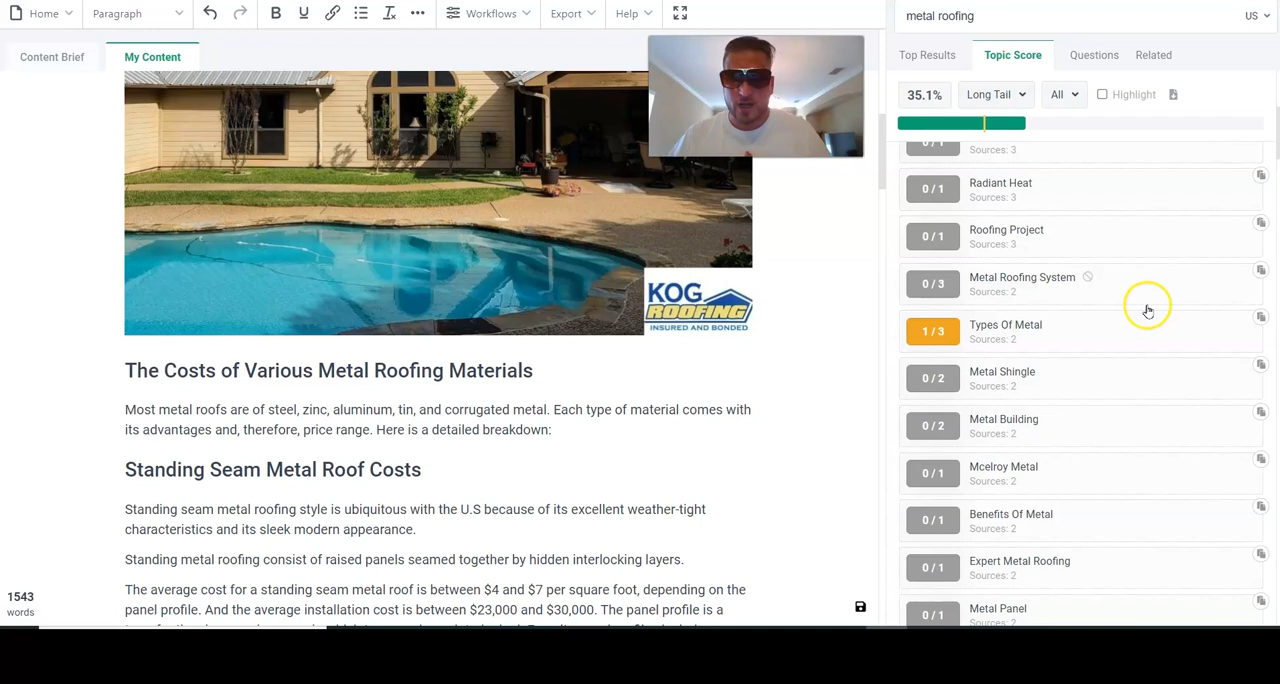 Home
Paragraph
B
U
Workflows
Export
Help
metal roofing
US
Content Brief
My Content
Top Results
Topic Score
Questions
Related
35.1%
Long Tail
All
Highlight
0 / 1
Sources: 3
0 / 1
Radiant Heat
Sources: 3
0 / 1
Roofing Project
Sources: 3
0 / 3
Metal Roofing System
Sources: 2
1 / 3
Types Of Metal
Sources: 2
0 / 2
Metal Shingle
Sources: 2
0 / 2
Metal Building
Sources: 2
0 / 1
Mcelroy Metal
Sources: 2
0 / 1
Benefits Of Metal
Sources: 2
0 / 1
Expert Metal Roofing
Sources: 2
0 / 1
Metal Panel
KOG
ROOFING
INSURED AND BONDED
The Costs of Various Metal Roofing Materials
Most metal roofs are of steel, zinc, aluminum, tin, and corrugated metal. Each type of material comes with
its advantages and, therefore, price range. Here is a detailed breakdown:
Standing Seam Metal Roof Costs
Standing seam metal roofing style is ubiquitous with the U.S because of its excellent weather-tight
characteristics and its sleek modern appearance.
Standing metal roofing consist of raised panels seamed together by hidden interlocking layers.
The average cost for a standing seam metal roof is between $4 and $7 per square foot, depending on the
panel profile. And the average installation cost is between $23,000 and $30,000. The panel profile is a
1543
words